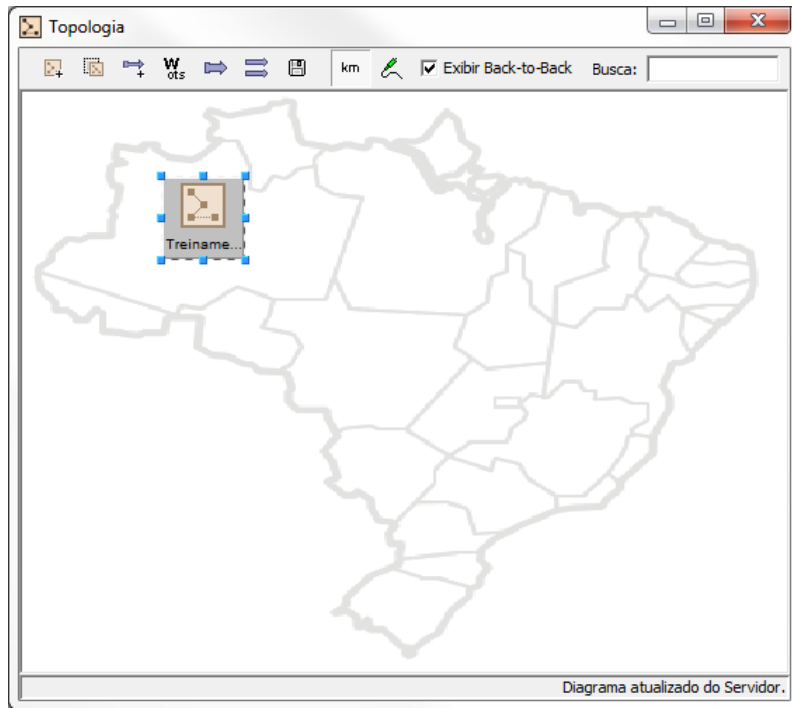 Topologia
W
ots
km
Exibir Back-to-Back
Busca:
Treiname...
Diagrama atualizado do Servidor.